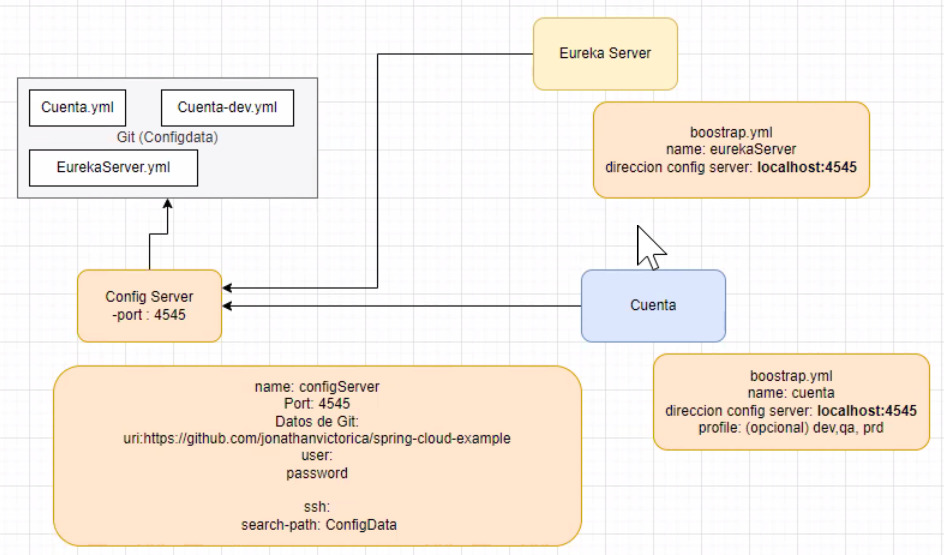 Eureka Server
Cuenta.yml
Cuenta-dev.yml
Git (Configdata)
EurekaServer.yml
boostrap.yml
name: eurekaServer
direccion config server: localhost:4545
Config Server
-port : 4545
Cuenta
name: configServer
Port: 4545
Datos de Git:
uri:https://github.com/jonathanvictorica/spring-cloud-example
user:
password
ssh:
search-path: ConfigData
boostrap.yml
name: cuenta
direccion config server: localhost:4545
profile: (opcional) dev,qa, prd